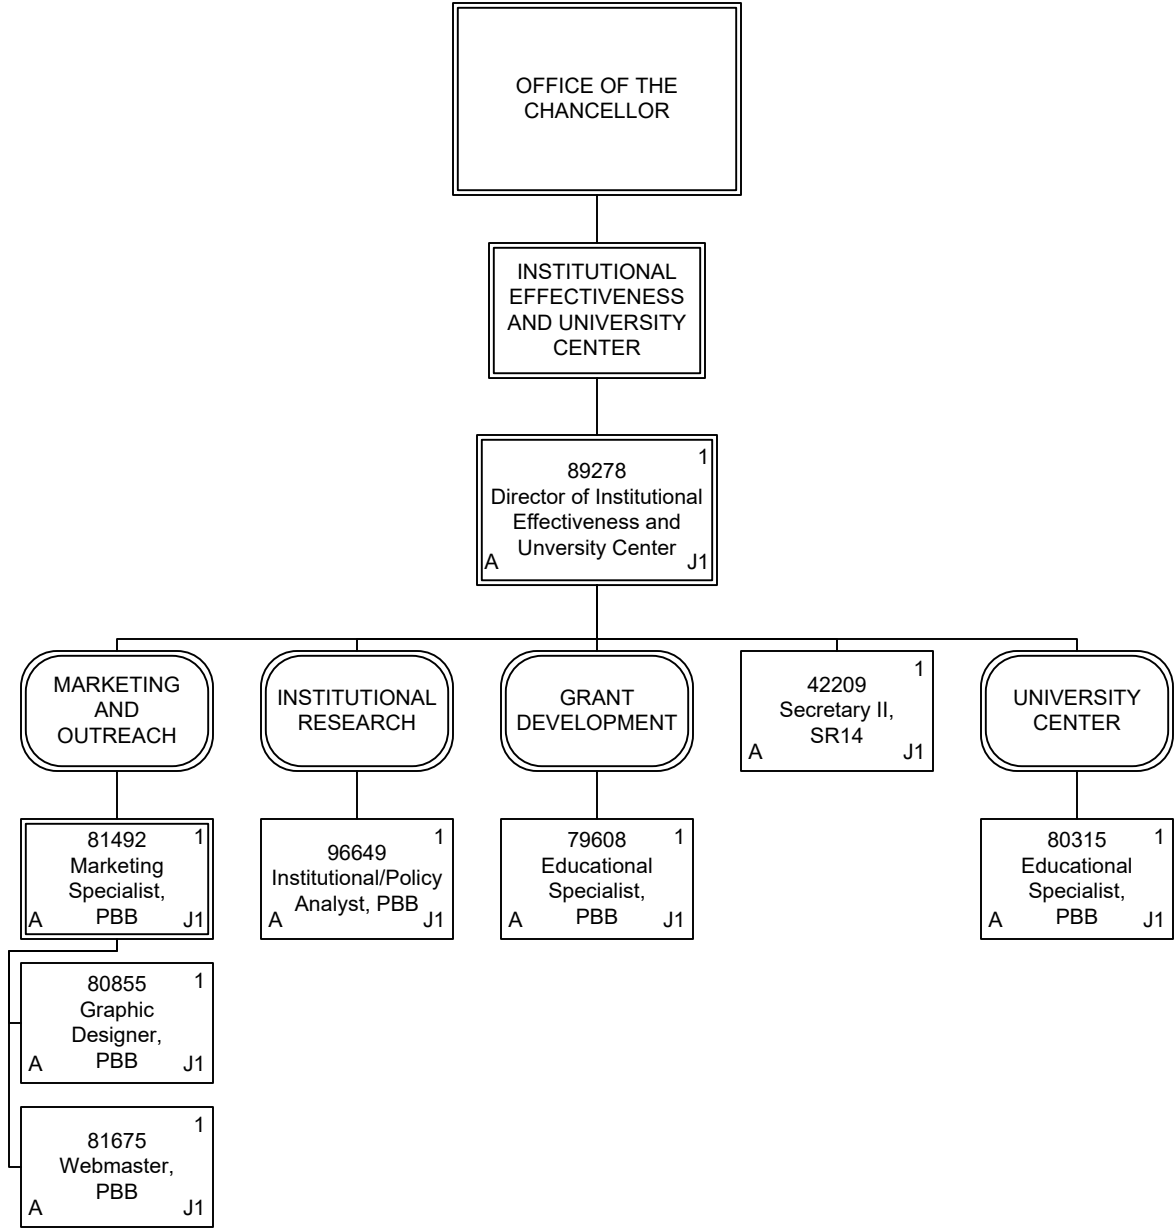 OFFICE OF THE
CHANCELLOR
INSTITUTIONAL
EFFECTIVENESS
AND UNIVERSITY
CENTER
1
89278
Director of Institutional
Effectiveness and
Unversity Center
A J1
MARKETING
AND
OUTREACH
INSTITUTIONAL
RESEARCH
GRANT
DEVELOPMENT
1
42209
Secretary II,
SR14
A J1
UNIVERSITY
CENTER
81492 1
Marketing
Specialist,
PBB
A J1
1
96649
Institutional/Policy
Analyst, PBB
A J1
79608 1
Educational
Specialist,
PBB
A J1
80315 1
Educational
Specialist,
PBB
A J1
80855 1
Graphic
Designer,
PBB
A J1
1
81675
Webmaster,
PBB
A J1